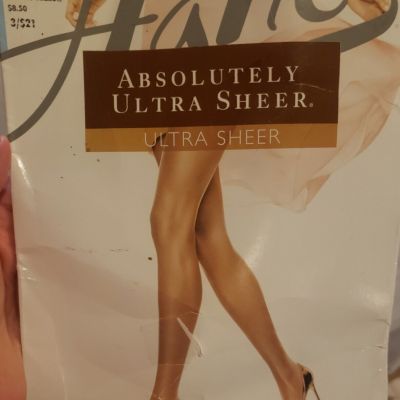 $8.50
3/$21
ABSOLUTELY
ULTRA SHEER®
ULTRA SHEER